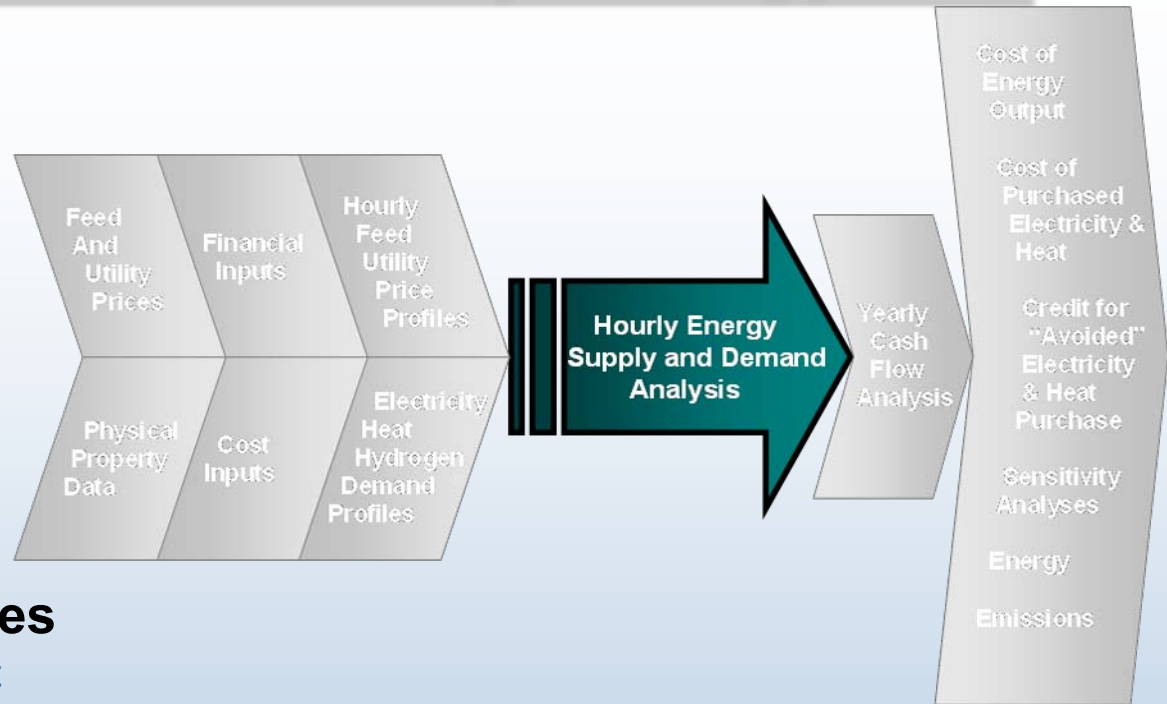 Feed
And
Utility
Prices
Financial
Inputs
Hourly
Feed
Utility
Price
Profiles
Physical
Property
Data
Cost
Inputs
Electricity
Heat
Hydrogen
Demand
Profiles
Hourly Energy
Supply and Demand
Analysis
Yearly
Cash
Flow
Analysis
Cost of
Energy
Output
Cost of
Purchased
Electricity &
Heat
Credit for
"Avoided"
Electricity
& Heat
Purchase
Sensitivity
Analyses
Energy
Emissions
es